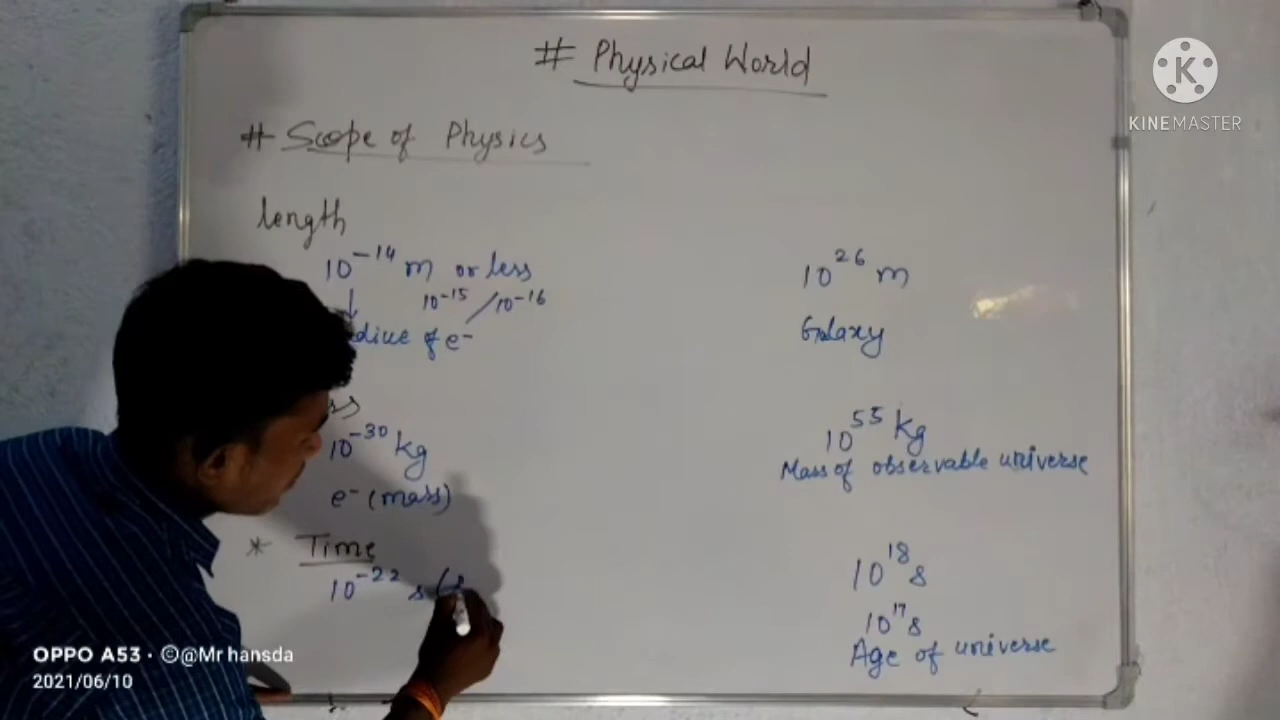 # Physical World
KINEMASTER
# Scope of Physics
length
10⁻¹⁴ m or less
10⁻¹⁵ / 10⁻¹⁶
of e⁻
10²⁶ m
Galaxy
10⁻³⁰ kg
e⁻ (mass)
10⁵⁵ kg
Mass of observable universe
* Time
10⁻²² s (
10¹⁸ s
10¹⁷ s
Age of universe
OPPO A53 · ©@Mr hansda
2021/06/10